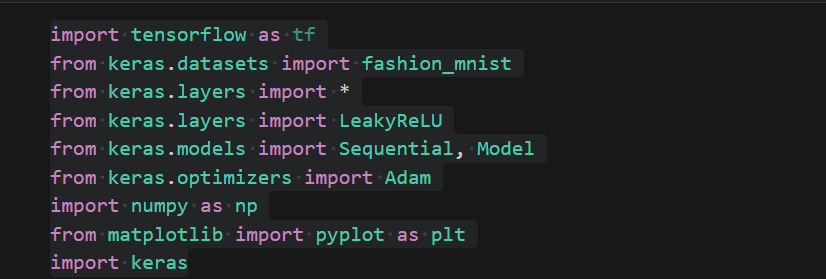 import tensorflow as tf
from keras.datasets import fashion_mnist
from keras.layers import *
from keras.layers import LeakyReLU
from keras.models import Sequential, Model
from keras.optimizers import Adam
import numpy as np
from matplotlib import pyplot as plt
import keras